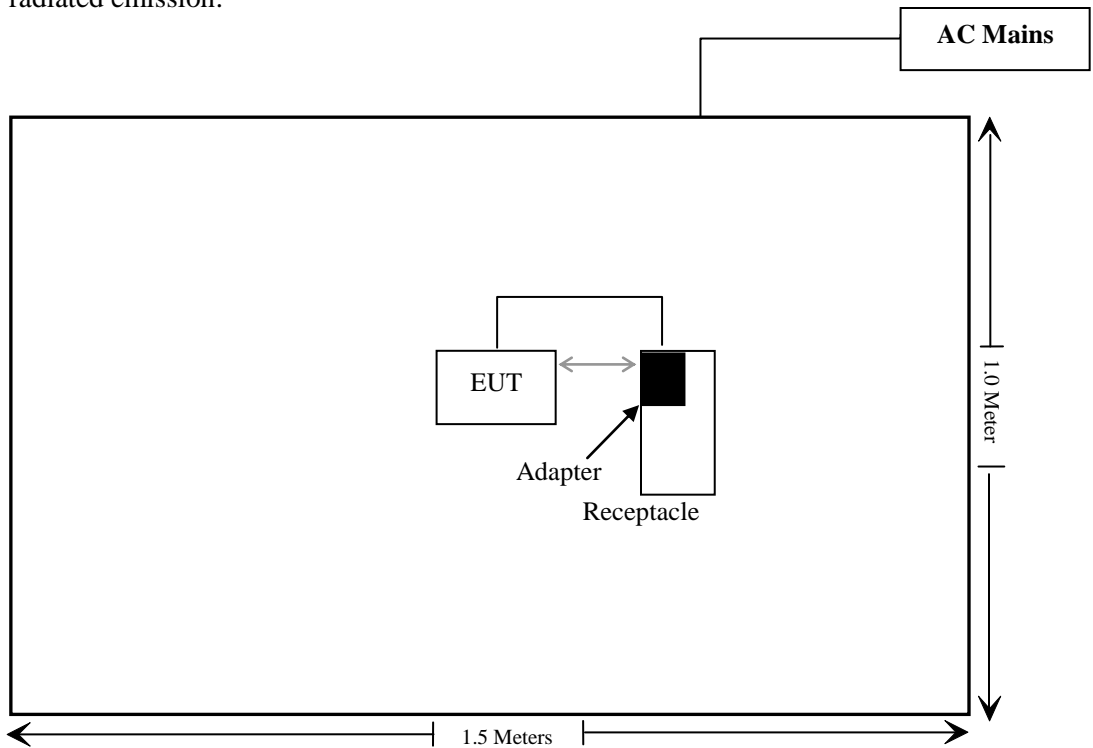 radiated emission.
AC Mains
EUT
Adapter
Receptacle
1.0 Meter
1.5 Meters